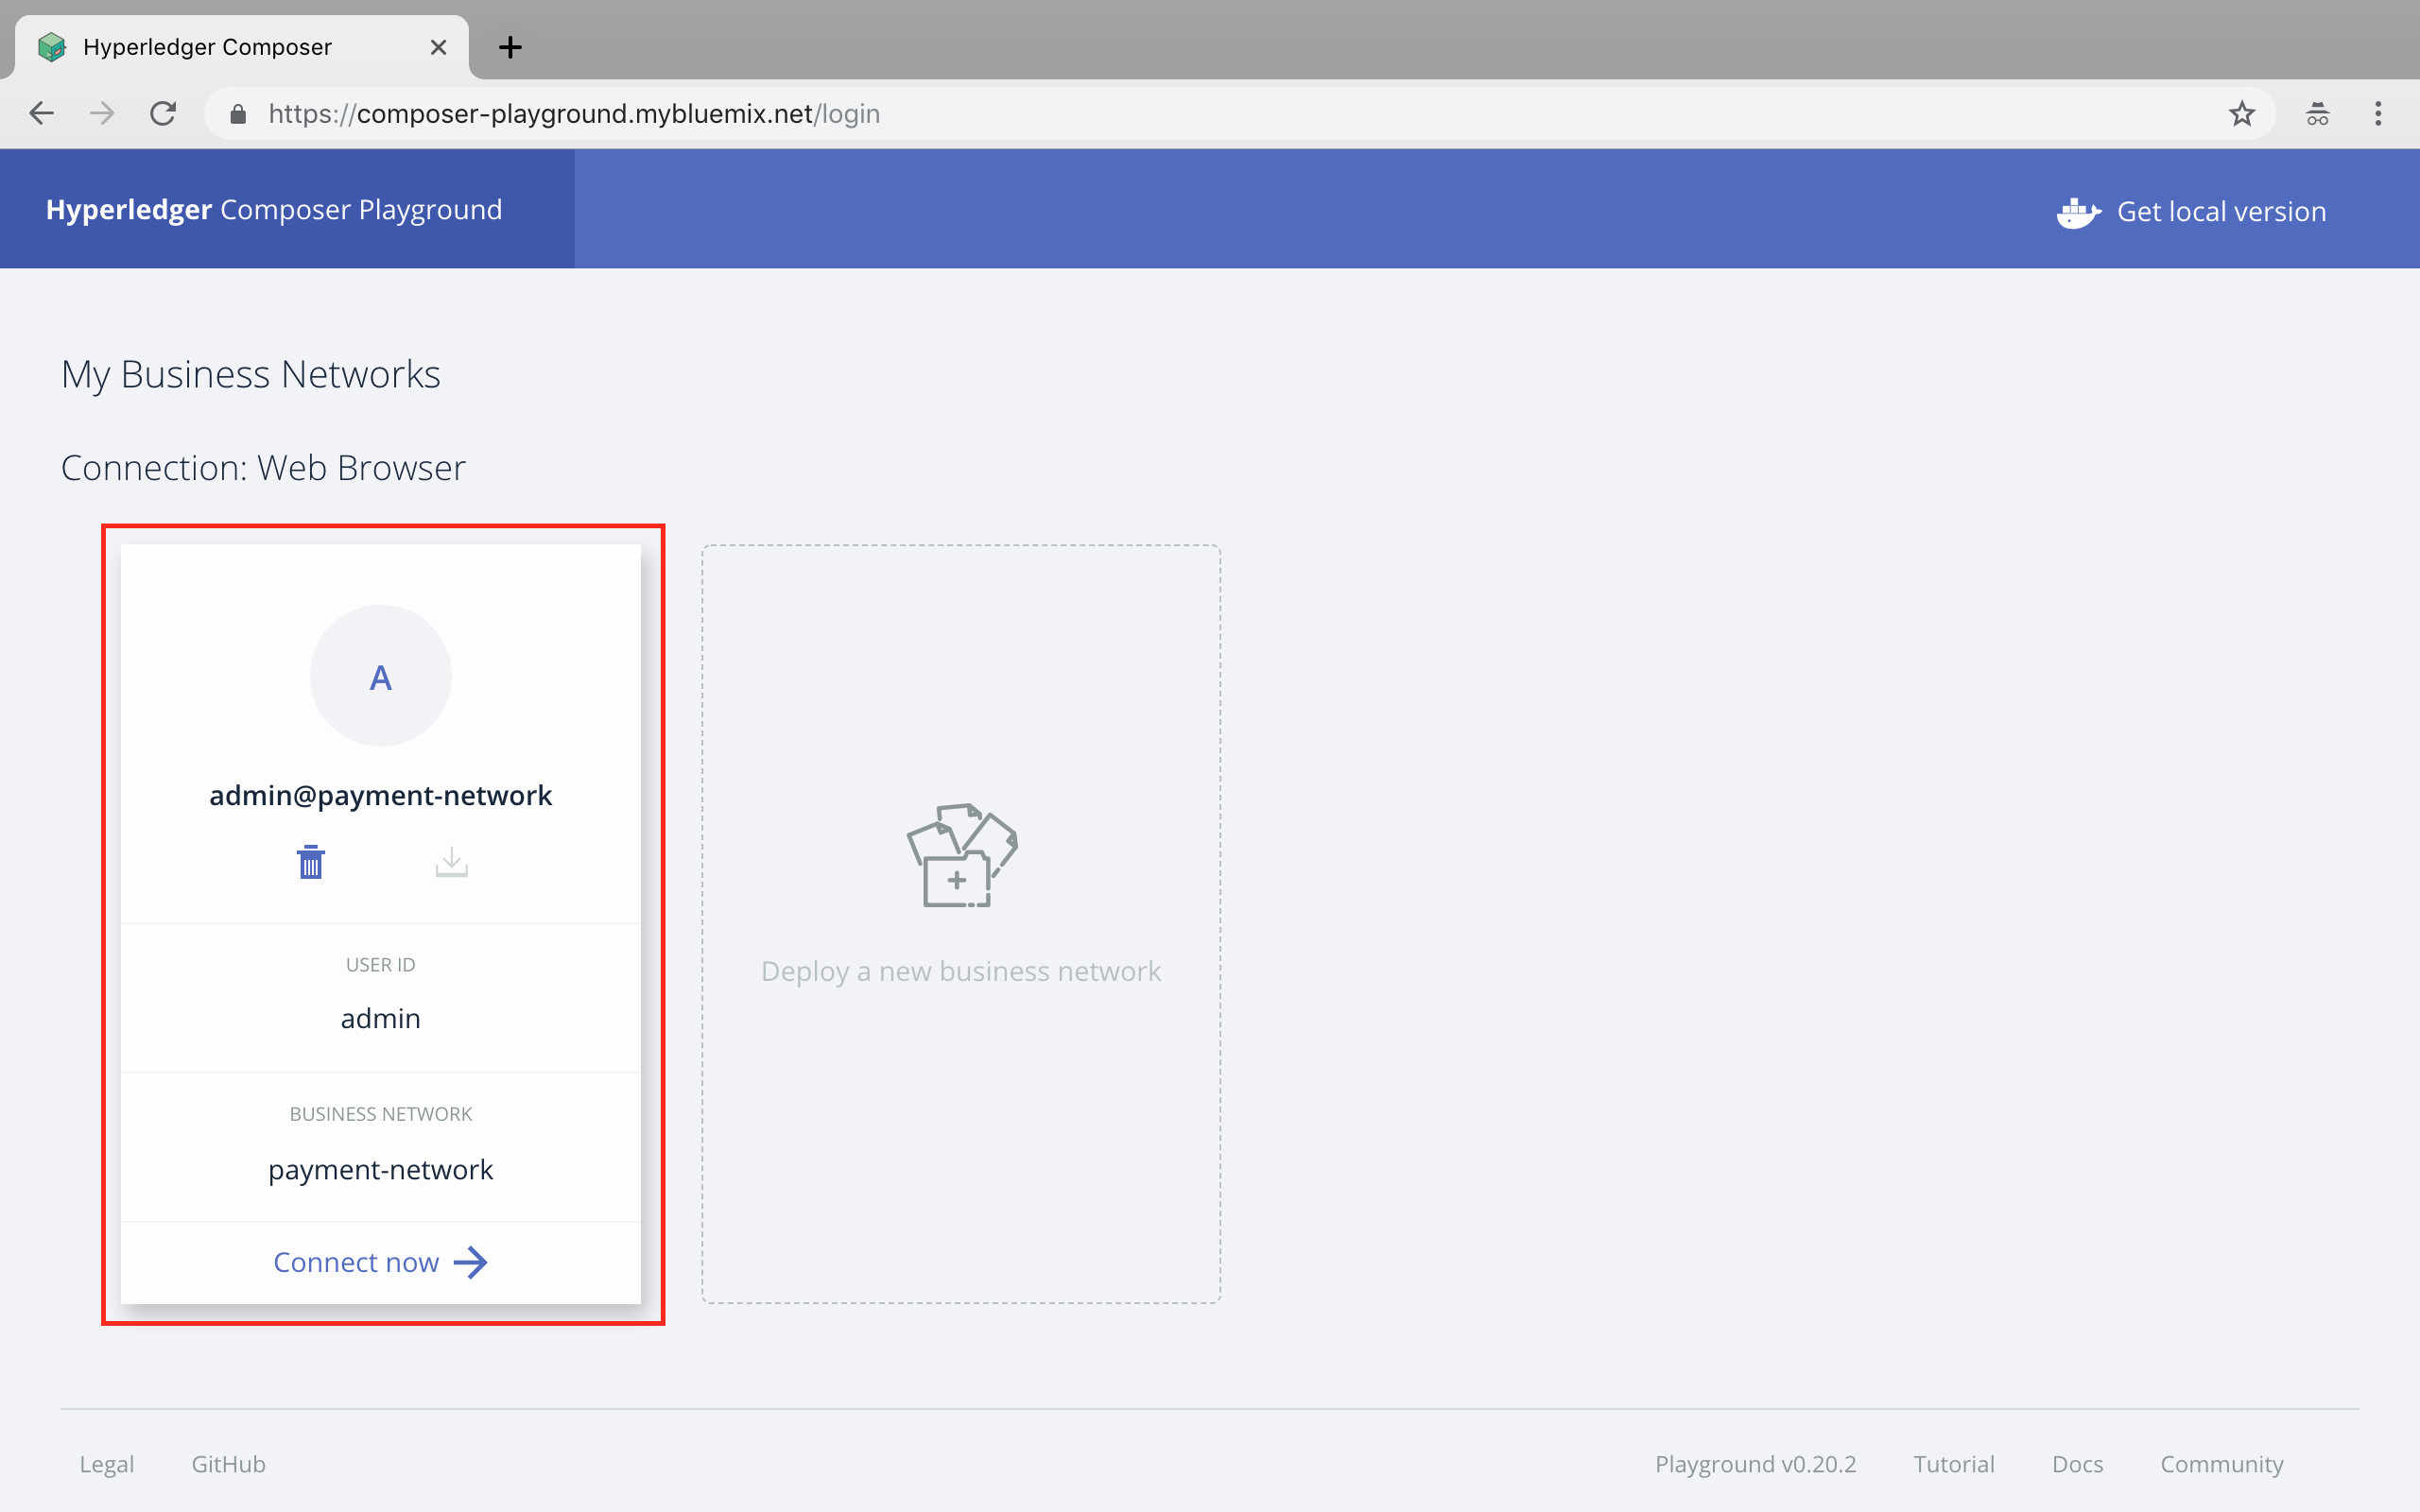 Hyperledger Composer
https://composer-playground.mybluemix.net/login
Hyperledger Composer Playground
Get local version
My Business Networks
Connection: Web Browser
A
admin@payment-network
USER ID
admin
BUSINESS NETWORK
payment-network
Connect now
Deploy a new business network
Legal GitHub Playground v0.20.2 Tutorial Docs Community